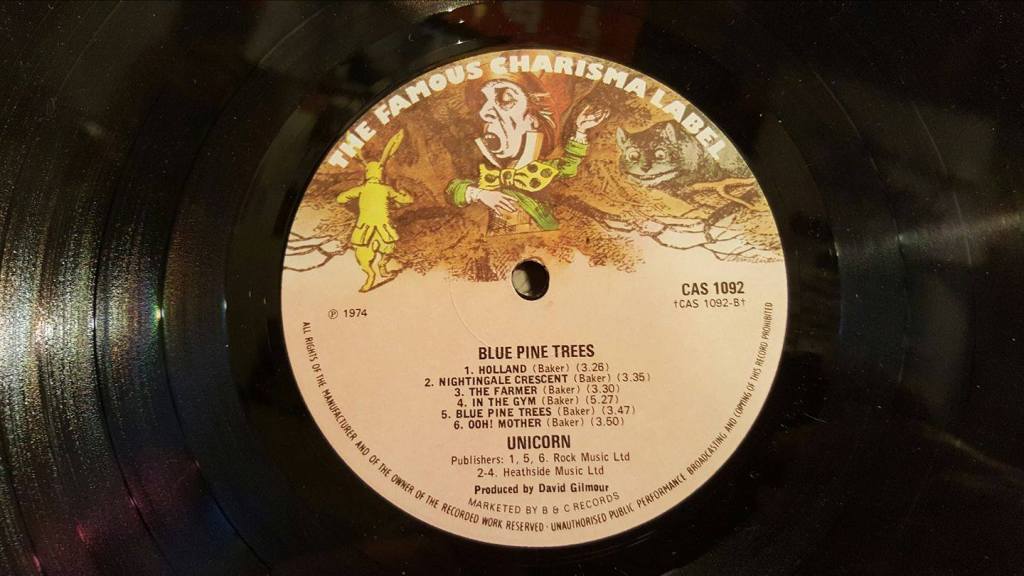 THE FAMOUS CHARISMA LABEL
CAS 1092
†CAS 1092-B†
℗ 1974
BLUE PINE TREES
1. HOLLAND (Baker) (3.26)
2. NIGHTINGALE CRESCENT (Baker) (3.35)
3. THE FARMER (Baker) (3.30)
4. IN THE GYM (Baker) (5.27)
5. BLUE PINE TREES (Baker) (3.47)
6. OOH! MOTHER (Baker) (3.50)
UNICORN
Publishers: 1, 5, 6. Rock Music Ltd
2-4. Heathside Music Ltd
Produced by David Gilmour
MARKETED BY B & C RECORDS
ALL RIGHTS OF THE MANUFACTURER AND OF THE OWNER OF THE RECORDED WORK RESERVED · UNAUTHORISED PUBLIC PERFORMANCE BROADCASTING AND COPYING OF THIS RECORD PROHIBITED